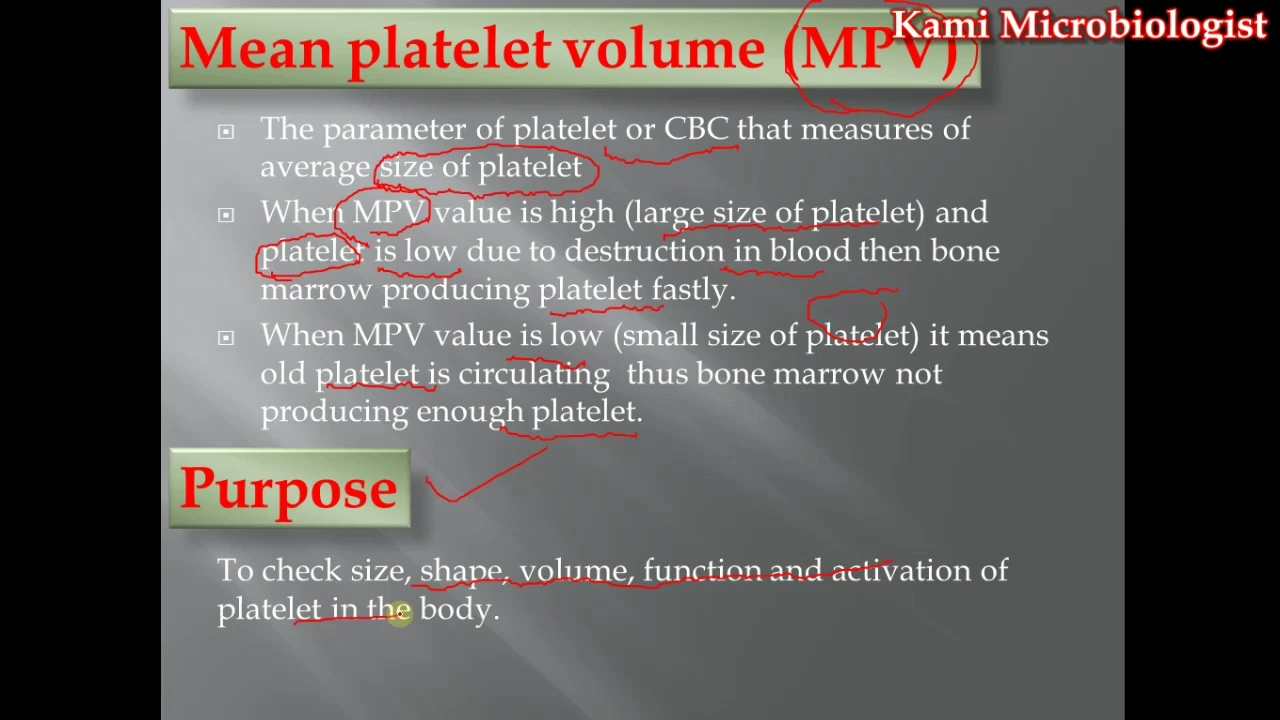 Kami Microbiologist
Mean platelet volume (MPV)
The parameter of platelet or CBC that measures of
average size of platelet
When MPV value is high (large size of platelet) and
platelet is low due to destruction in blood then bone
marrow producing platelet fastly.
When MPV value is low (small size of platelet) it means
old platelet is circulating thus bone marrow not
producing enough platelet.
Purpose
To check size, shape, volume, function and activation of
platelet in the body.